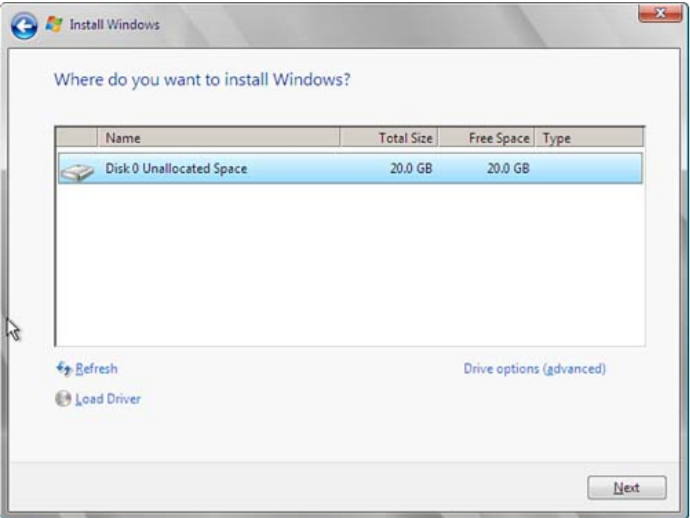 Install Windows
Where do you want to install Windows?
Name Total Size Free Space Type
Disk 0 Unallocated Space 20.0 GB 20.0 GB
Refresh Drive options (advanced)
Load Driver
Next